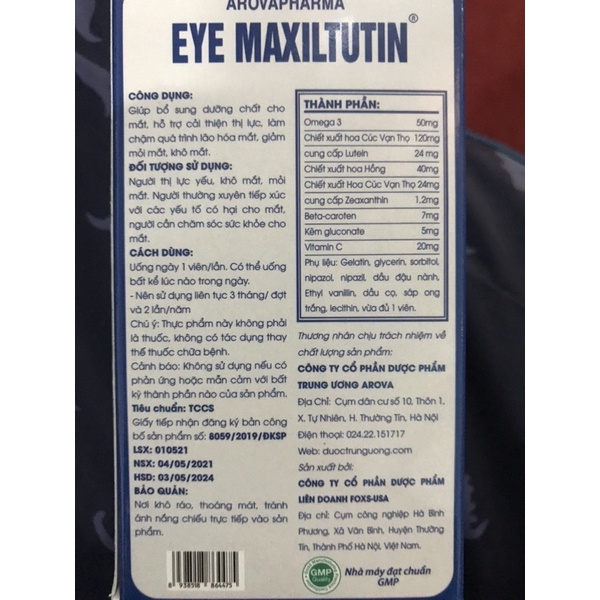 AROVAPHARMA
EYE MAXILTUTIN®
CÔNG DỤNG:
Giúp bổ sung dưỡng chất cho
mắt, hỗ trợ cải thiện thị lực, làm
chậm quá trình lão hóa mắt, giảm
mỏi mắt, khô mắt.
ĐỐI TƯỢNG SỬ DỤNG:
Người thị lực yếu, khô mắt, mỏi
mắt. Người thường xuyên tiếp xúc
với các yếu tố có hại cho mắt,
người cần chăm sóc sức khỏe cho
mắt.
CÁCH DÙNG:
Uống ngày 1 viên/lần. Có thể uống
bất kể lúc nào trong ngày.
- Nên sử dụng liên tục 3 tháng/ đợt
và 2 lần/năm
Chú ý: Thực phẩm này không phải
là thuốc, không có tác dụng thay
thế thuốc chữa bệnh.
Cảnh báo: Không sử dụng nếu có
phản ứng hoặc mẫn cảm với bất
kỳ thành phần nào của sản phẩm.
Tiêu chuẩn: TCCS
Giấy tiếp nhận đăng ký bản công
bố sản phẩm số: 8059/2019/ĐKSP
LSX: 010521
NSX: 04/05/2021
HSD: 03/05/2024
BẢO QUẢN:
Nơi khô ráo, thoáng mát, tránh
ánh nắng chiếu trực tiếp vào sản
phẩm.
8 938518 864475
THÀNH PHẦN:
Omega 3 50mg
Chiết xuất hoa Cúc Vạn Thọ 120mg
cung cấp Lutein 24 mg
Chiết xuất hoa Hồng 40mg
Chiết xuất Hoa Cúc Vạn Thọ 24mg
cung cấp Zeaxanthin 1,2mg
Beta-caroten 7mg
Kẽm gluconate 5mg
Vitamin C 20mg
Phụ liệu: Gelatin, glycerin, sorbitol,
nipazol, nipazil, dầu đậu nành,
Ethyl vanillin, dầu cọ, sáp ong
trắng, lecithin, vừa đủ 1 viên.
Thương nhân chịu trách nhiệm về
chất lượng sản phẩm:
CÔNG TY CỔ PHẦN DƯỢC PHẨM
TRUNG ƯƠNG AROVA
Địa Chỉ: Cụm dân cư số 10, Thôn 1,
X. Tự Nhiên, H. Thường Tín, Hà Nội
Điện thoại: 024.22.151717
Web: duoctrunguong.com
Sản xuất bởi:
CÔNG TY CỔ PHẦN DƯỢC PHẨM
LIÊN DOANH FOXS-USA
Địa chỉ: Cụm công nghiệp Hà Bình
Phương, Xã Văn Bình, Huyện Thường
Tín, Thành Phố Hà Nội, Việt Nam.
GMP
Quality
Nhà máy đạt chuẩn
GMP